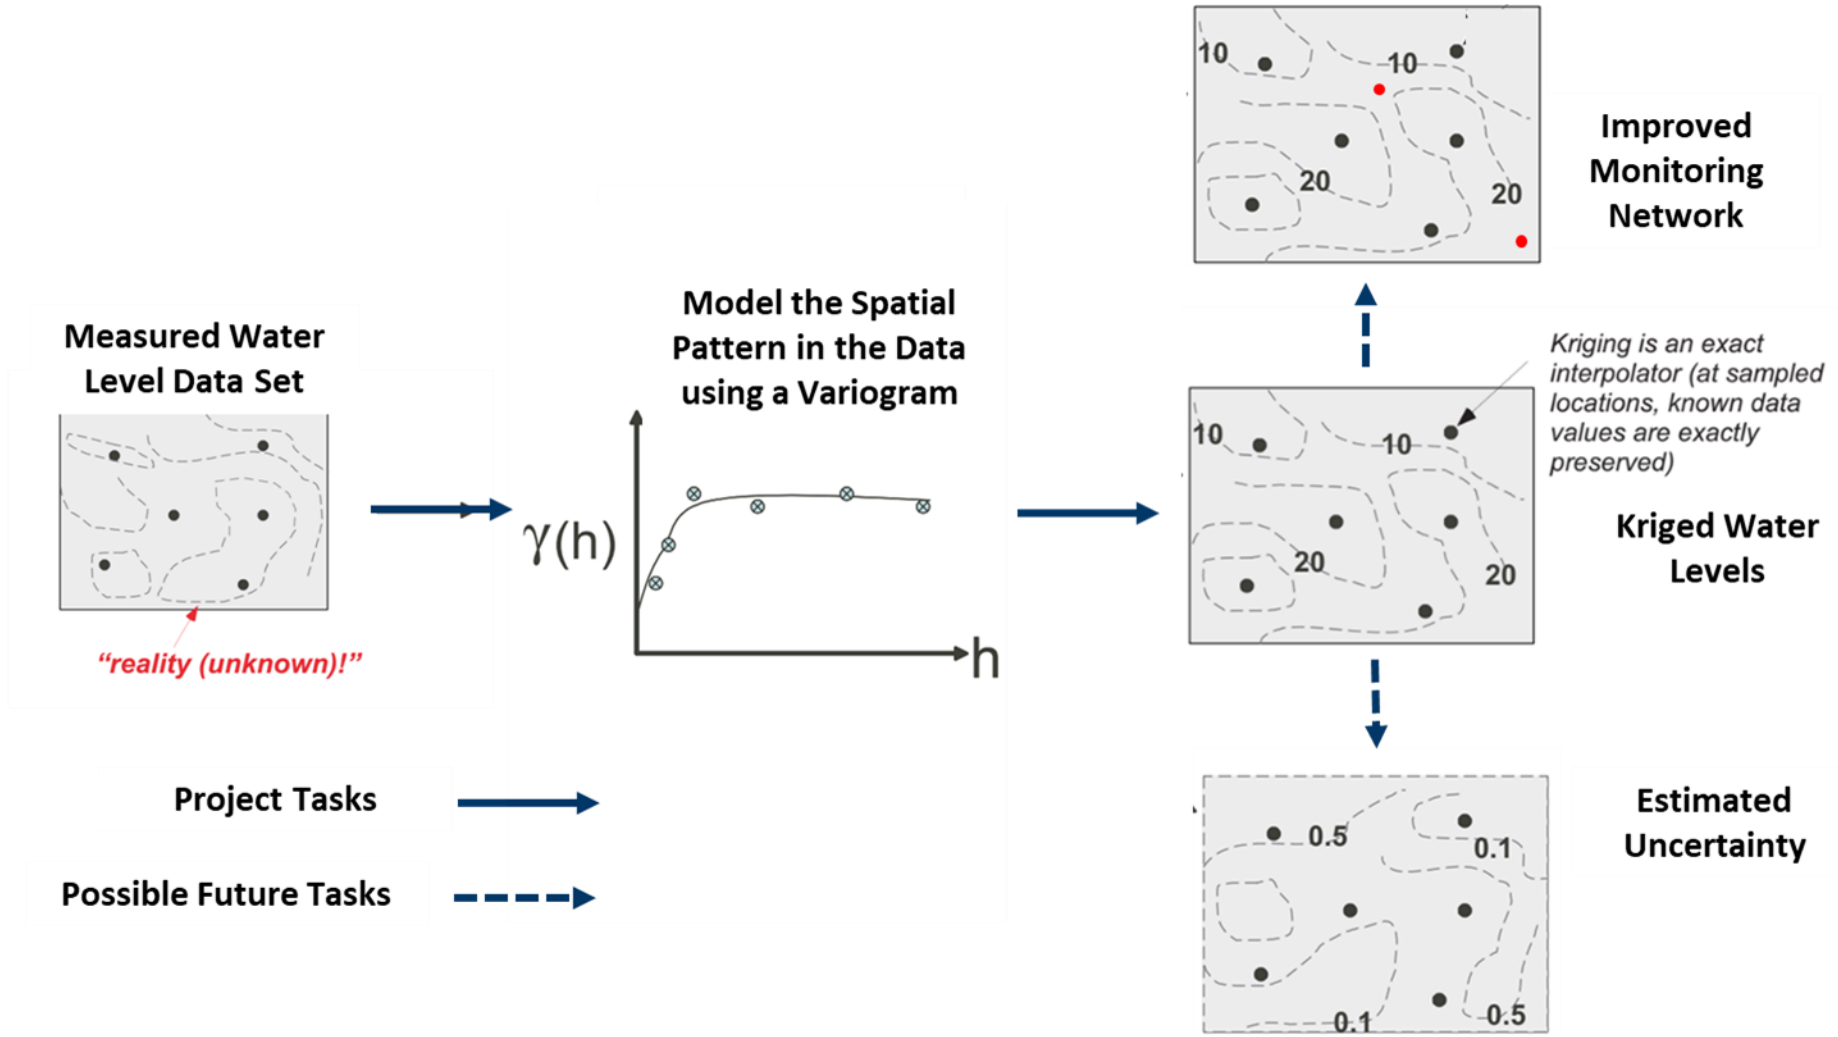 Measured Water
Level Data Set
"reality (unknown)!"
Project Tasks
Possible Future Tasks
Model the Spatial
Pattern in the Data
using a Variogram
γ(h)
h
10
10
20
20
Improved
Monitoring
Network
Kriging is an exact
interpolator (at sampled
locations, known data
values are exactly
preserved)
10
10
20
20
Kriged Water
Levels
0.5
0.1
0.1
0.5
Estimated
Uncertainty